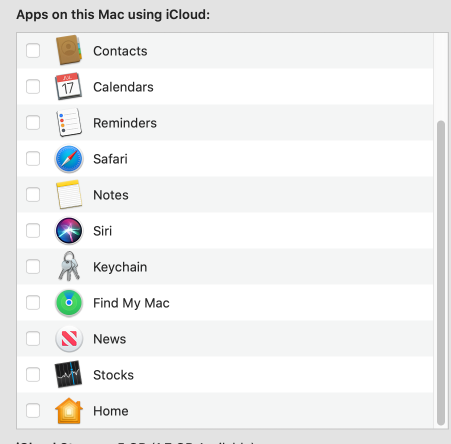 Apps on this Mac using iCloud:
Contacts
JUL
17
Calendars
Reminders
Safari
Notes
Siri
Keychain
Find My Mac
News
Stocks
Home